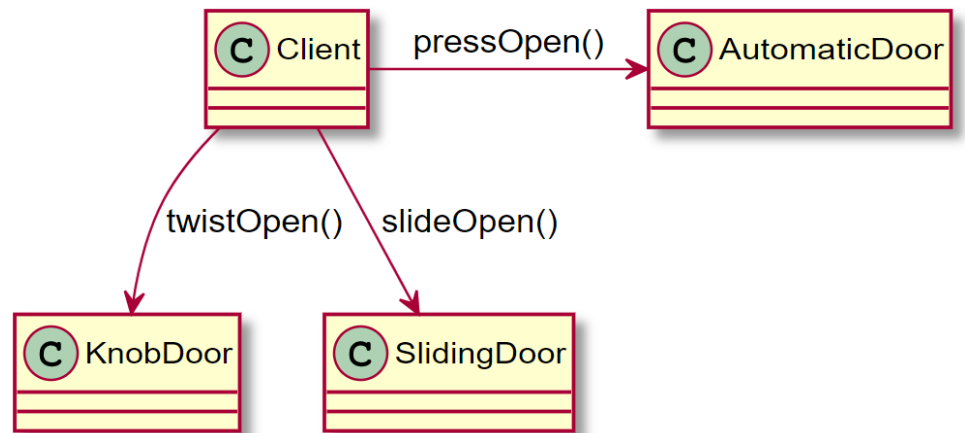 C Client
pressOpen()
C AutomaticDoor
twistOpen()
slideOpen()
C KnobDoor
C SlidingDoor